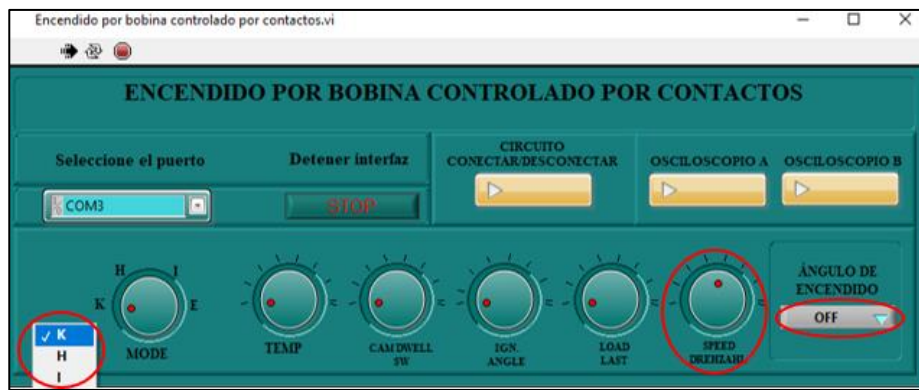 Encendido por bobina controlado por contactos.vi
ENCENDIDO POR BOBINA CONTROLADO POR CONTACTOS
Seleccione el puerto
Detener interfaz
CIRCUITO
CONECTAR/DESCONECTAR
OSCILOSCOPIO A
OSCILOSCOPIO B
COM3
STOP
H
I
K
E
MODE
TEMP
CAM DWELL
SW
IGN.
ANGLE
LOAD
LAST
SPEED
DREHZAHL
ÁNGULO DE
ENCENDIDO
OFF
✓ K
H
I